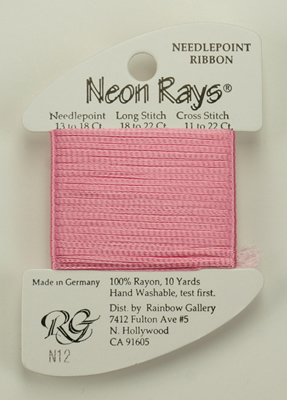 NEEDLEPOINT
RIBBON
Neon Rays®
Needlepoint Long Stitch Cross Stitch
13 to 18 Ct. 18 to 22 Ct. 11 to 22 Ct.
Made in Germany
100% Rayon, 10 Yards
Hand Washable, test first.
RG
N12
Dist. by Rainbow Gallery
7412 Fulton Ave #5
N. Hollywood
CA 91605